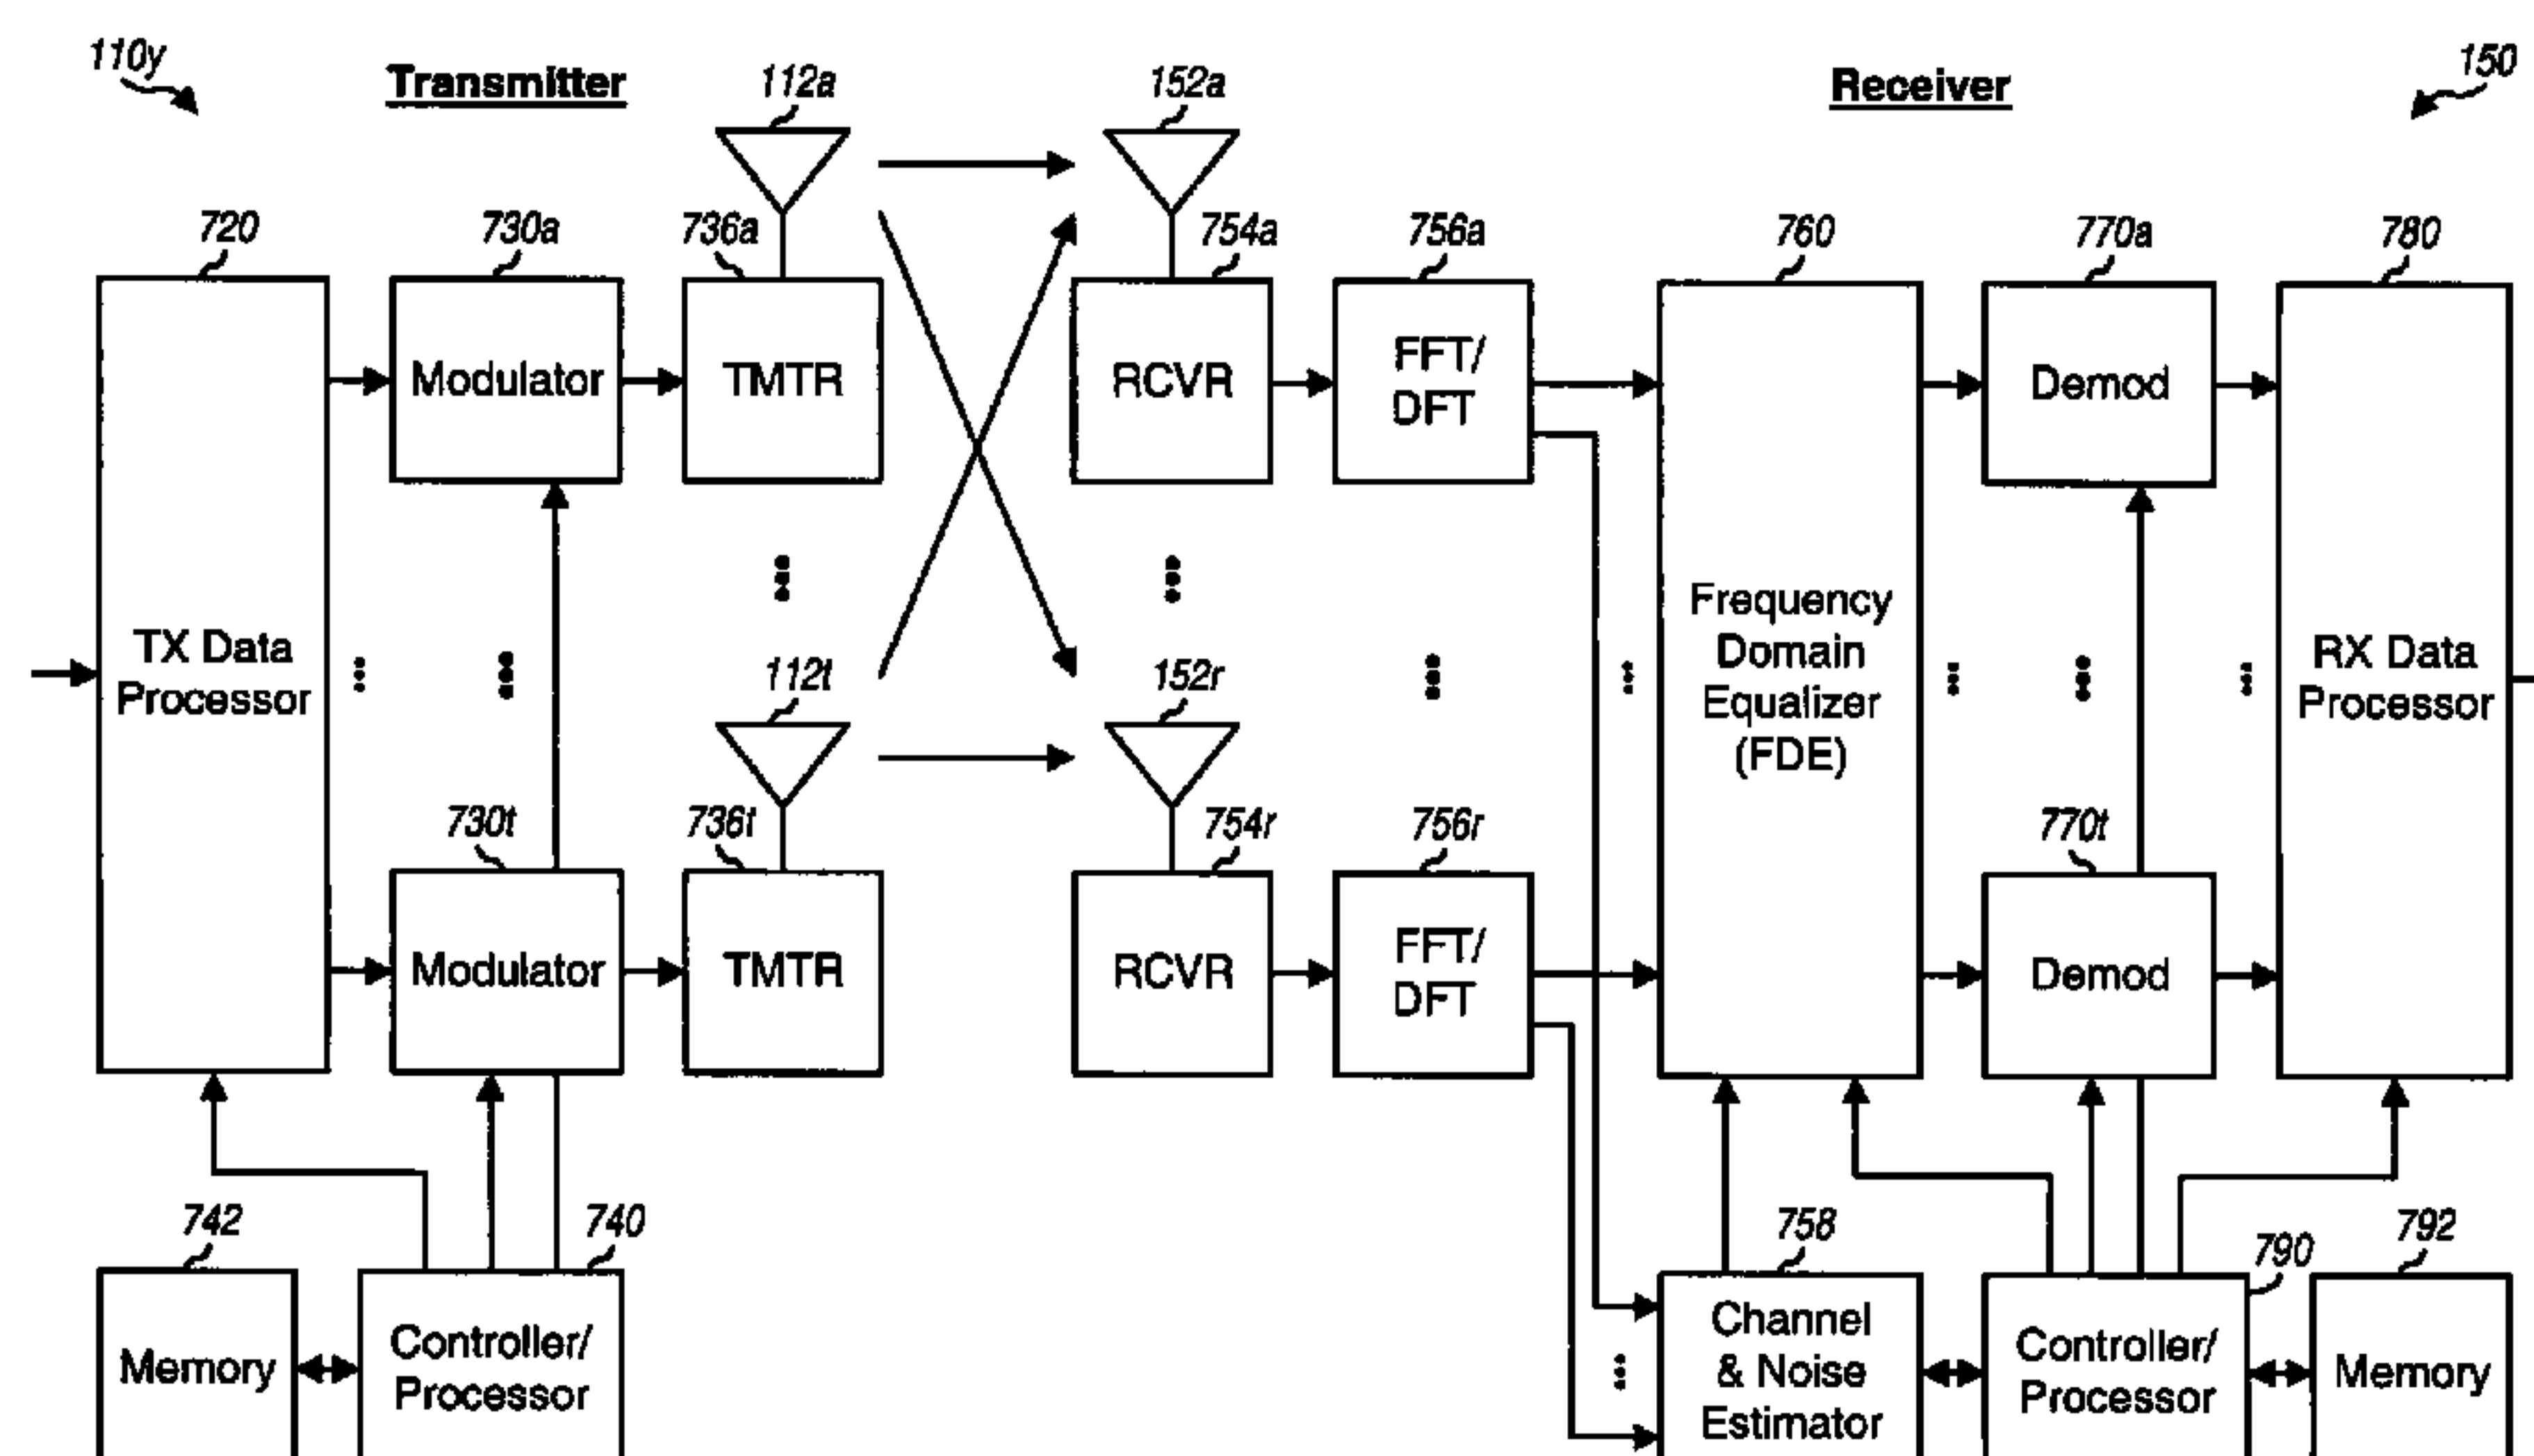 110y
Transmitter
112a
152a
Receiver
150
720
730a
736a
754a
756a
760
770a
780
Modulator
TMTR
RCVR
FFT/
DFT
Demod
TX Data
Processor
...
...
...
112t
...
152r
...
...
Frequency
Domain
Equalizer
(FDE)
...
...
...
RX Data
Processor
730t
736t
754r
756r
770t
Modulator
TMTR
RCVR
FFT/
DFT
Demod
742
740
758
790
792
Memory
Controller/
Processor
...
Channel
& Noise
Estimator
Controller/
Processor
Memory